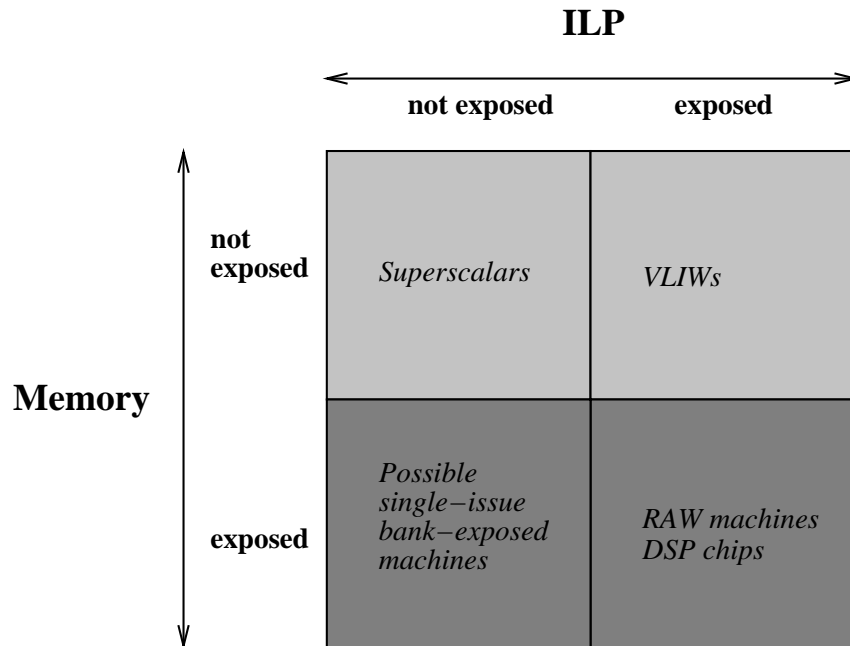 ILP
not exposed
exposed
not
exposed
Superscalars
VLIWs
Memory
exposed
Possible
single−issue
bank−exposed
machines
RAW machines
DSP chips